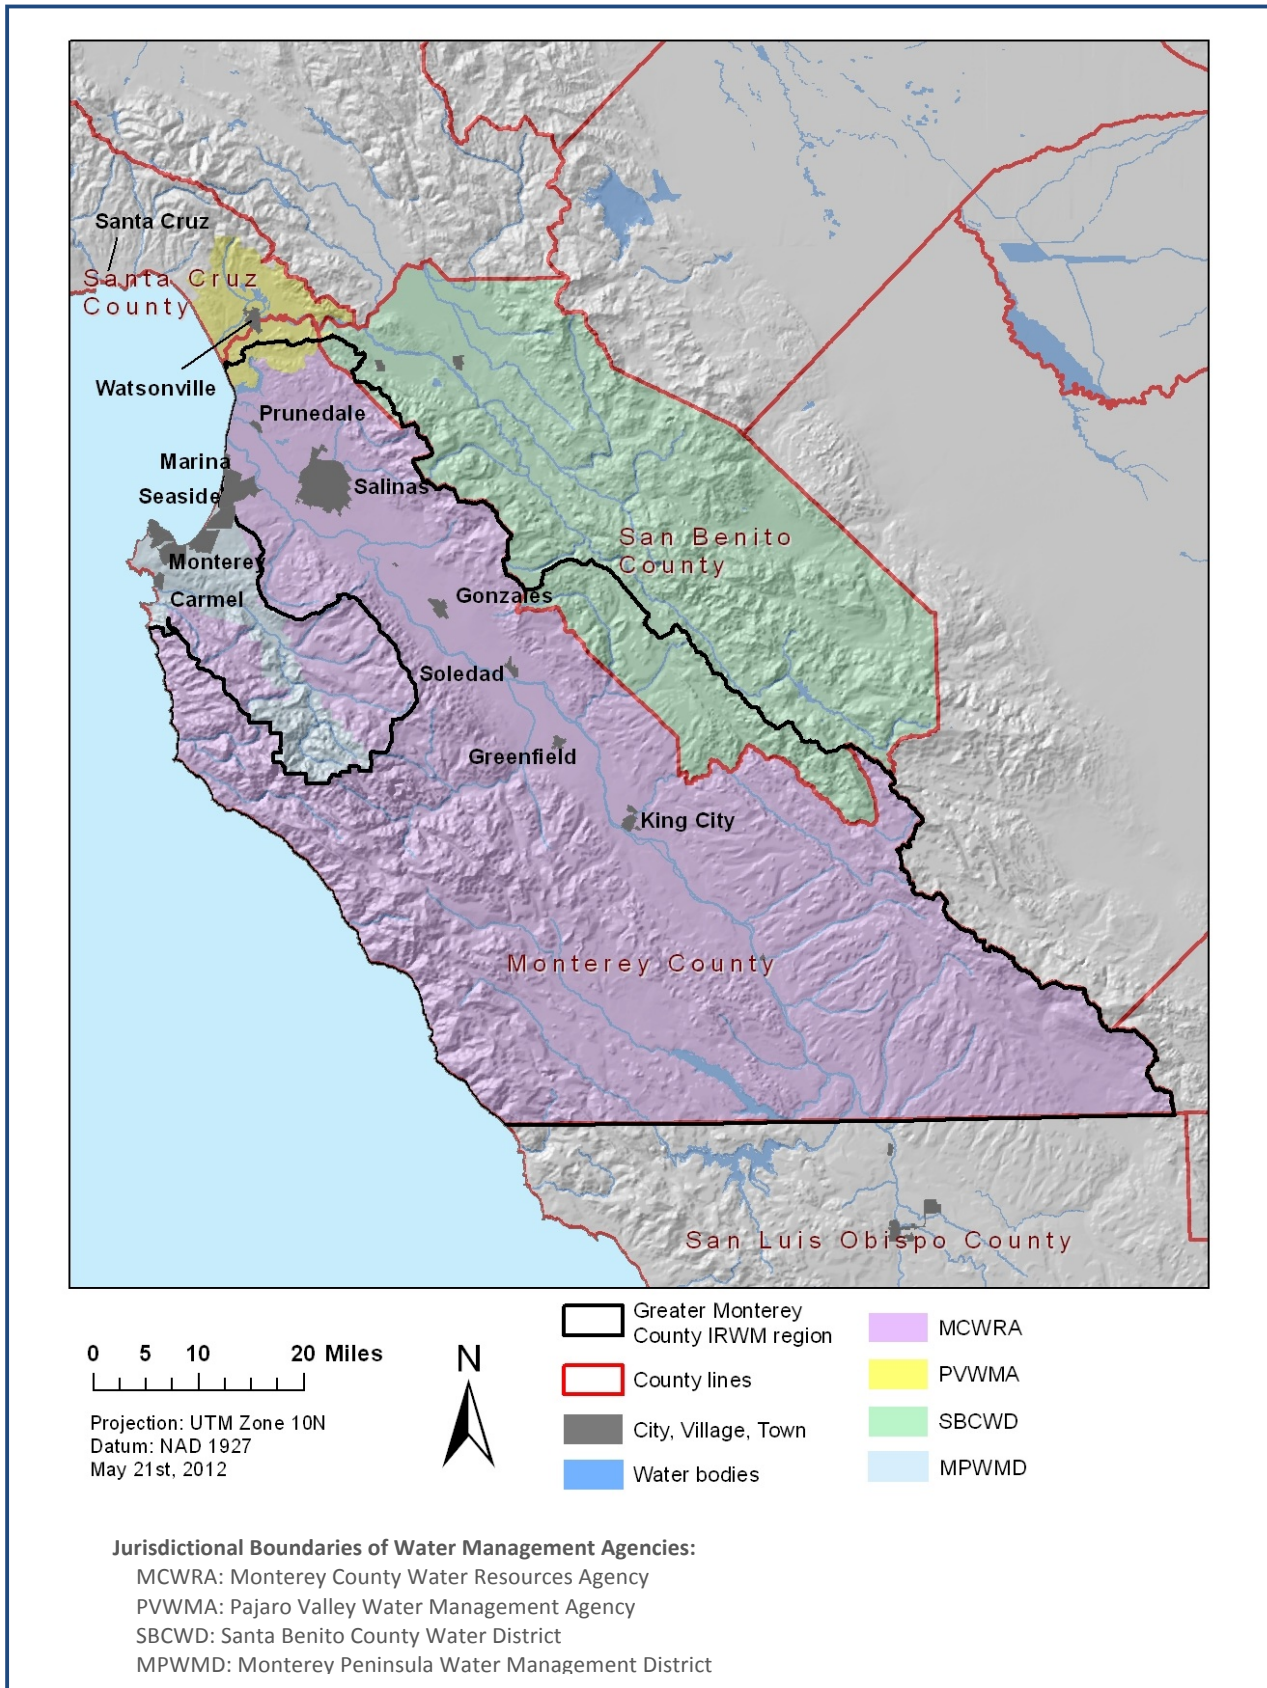 Santa Cruz
Santa Cruz
County
Watsonville
Prunedale
Marina
Salinas
Seaside
San Benito
County
Monterey
Gonzales
Carmel
Soledad
Greenfield
King City
Monterey County
San Luis Obispo County
0 5 10 20 Miles
Projection: UTM Zone 10N
Datum: NAD 1927
May 21st, 2012
N
Greater Monterey
County IRWM region
County lines
City, Village, Town
Water bodies
MCWRA
PVWMA
SBCWD
MPWMD
Jurisdictional Boundaries of Water Management Agencies:
MCWRA: Monterey County Water Resources Agency
PVWMA: Pajaro Valley Water Management Agency
SBCWD: Santa Benito County Water District
MPWMD: Monterey Peninsula Water Management District